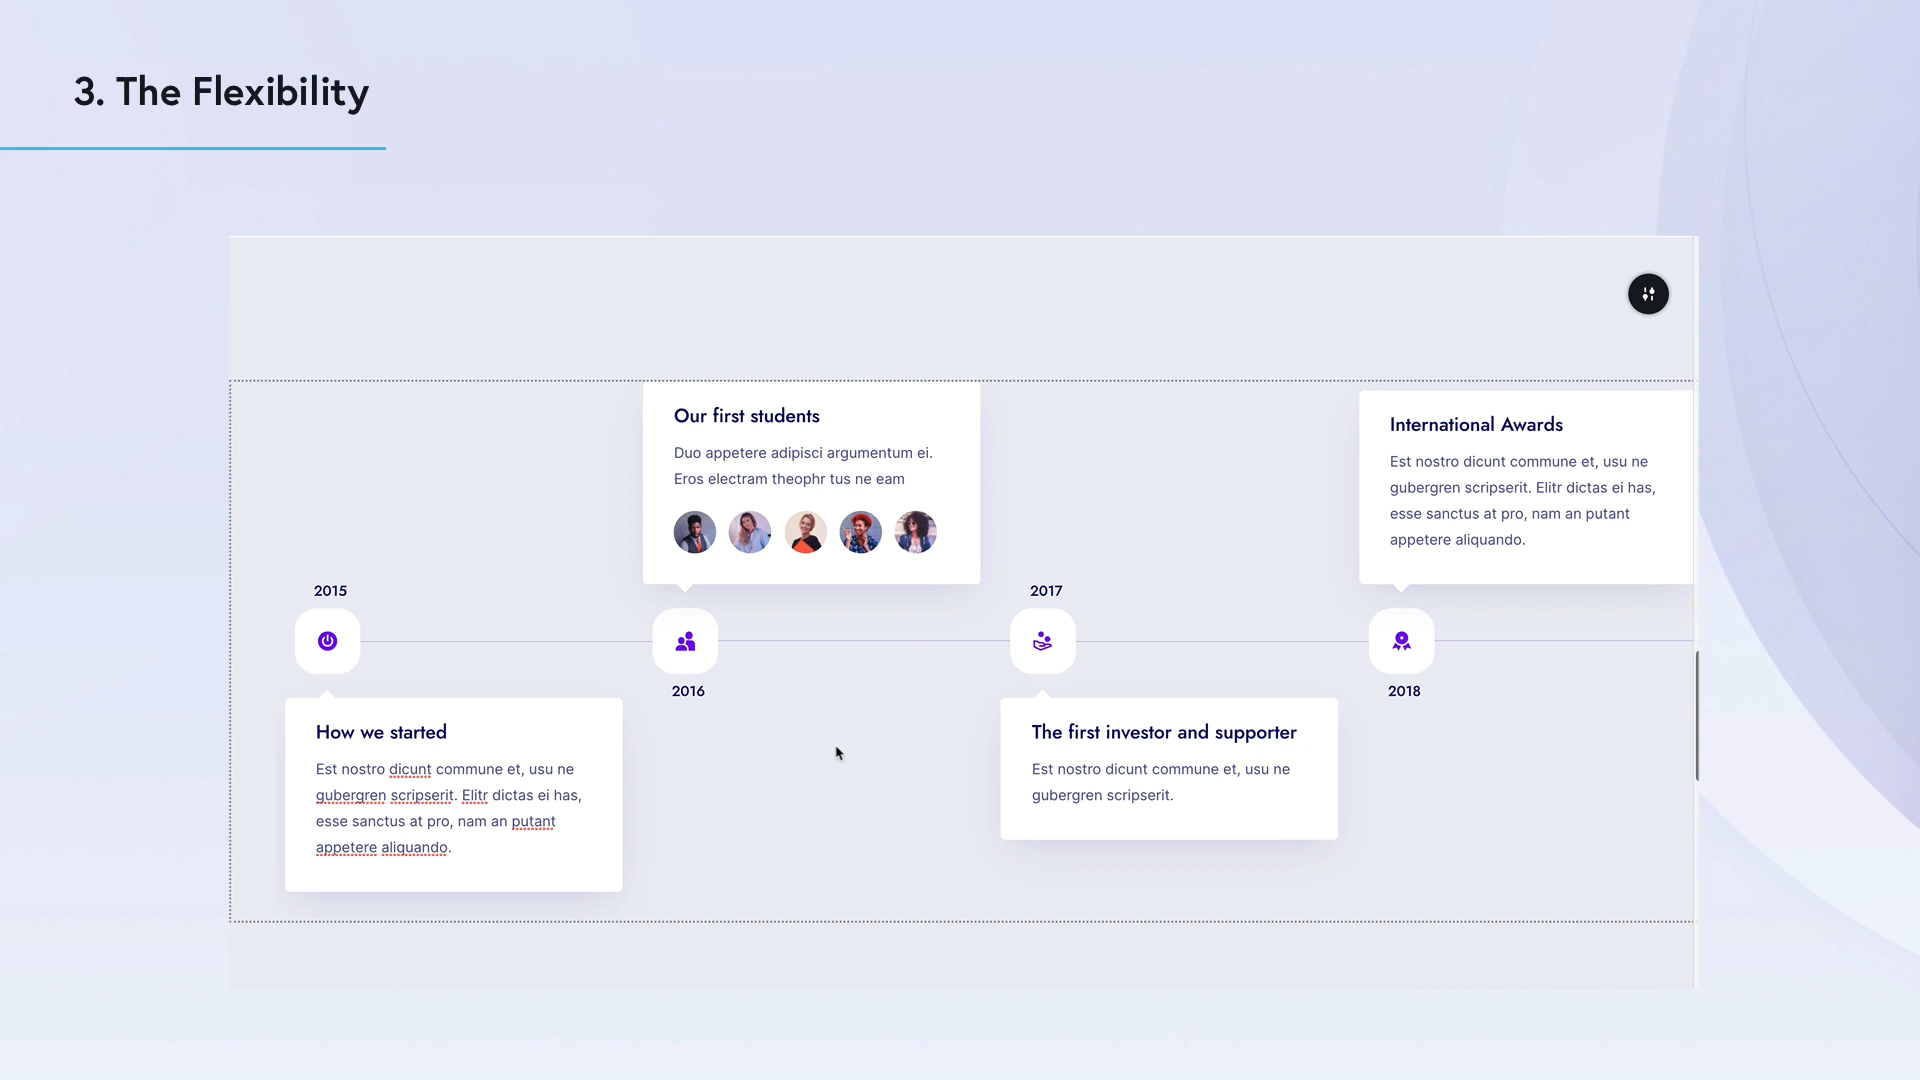 3. The Flexibility
Our first students
Duo appetere adipisci argumentum ei.
Eros electram theophr tus ne eam
International Awards
Est nostro dicunt commune et, usu ne
gubergren scripserit. Elitr dictas ei has,
esse sanctus at pro, nam an putant
appetere aliquando.
2015
2017
2016
2018
How we started
Est nostro dicunt commune et, usu ne
gubergren scripserit. Elitr dictas ei has,
esse sanctus at pro, nam an putant
appetere aliquando.
The first investor and supporter
Est nostro dicunt commune et, usu ne
gubergren scripserit.